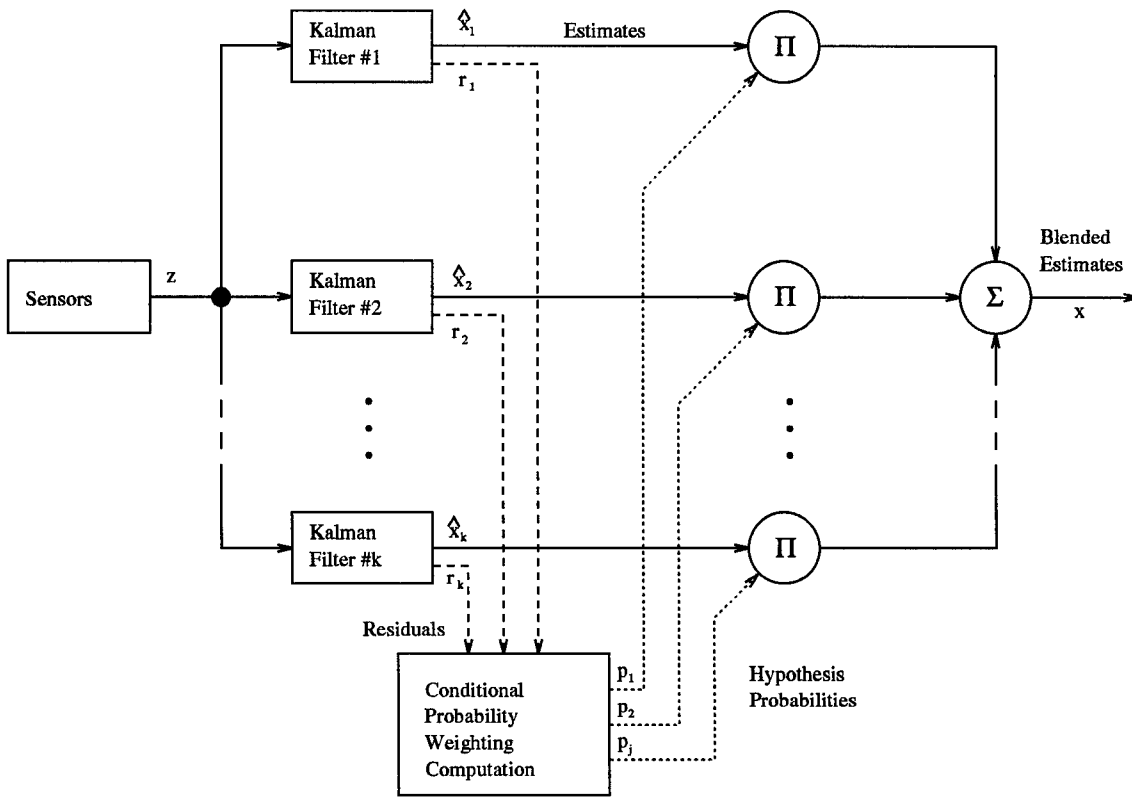 Kalman
Filter #1
x̂₁
Estimates
r₁
Π
Sensors
z
Kalman
Filter #2
x̂₂
r₂
Π
Σ
Blended
Estimates
x
Kalman
Filter #k
x̂ₖ
rₖ
Π
Residuals
Conditional
Probability
Weighting
Computation
p₁
p₂
pⱼ
Hypothesis
Probabilities